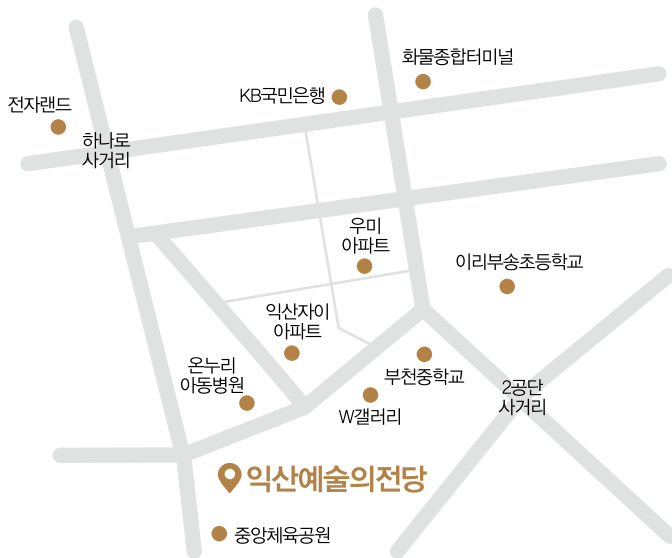 화물종합터미널
KB국민은행
전자랜드
하나로
사거리
우미
아파트
이리부송초등학교
익산자이
아파트
온누리
아동병원
부천중학교
2공단
사거리
W갤러리
익산예술의전당
중앙체육공원